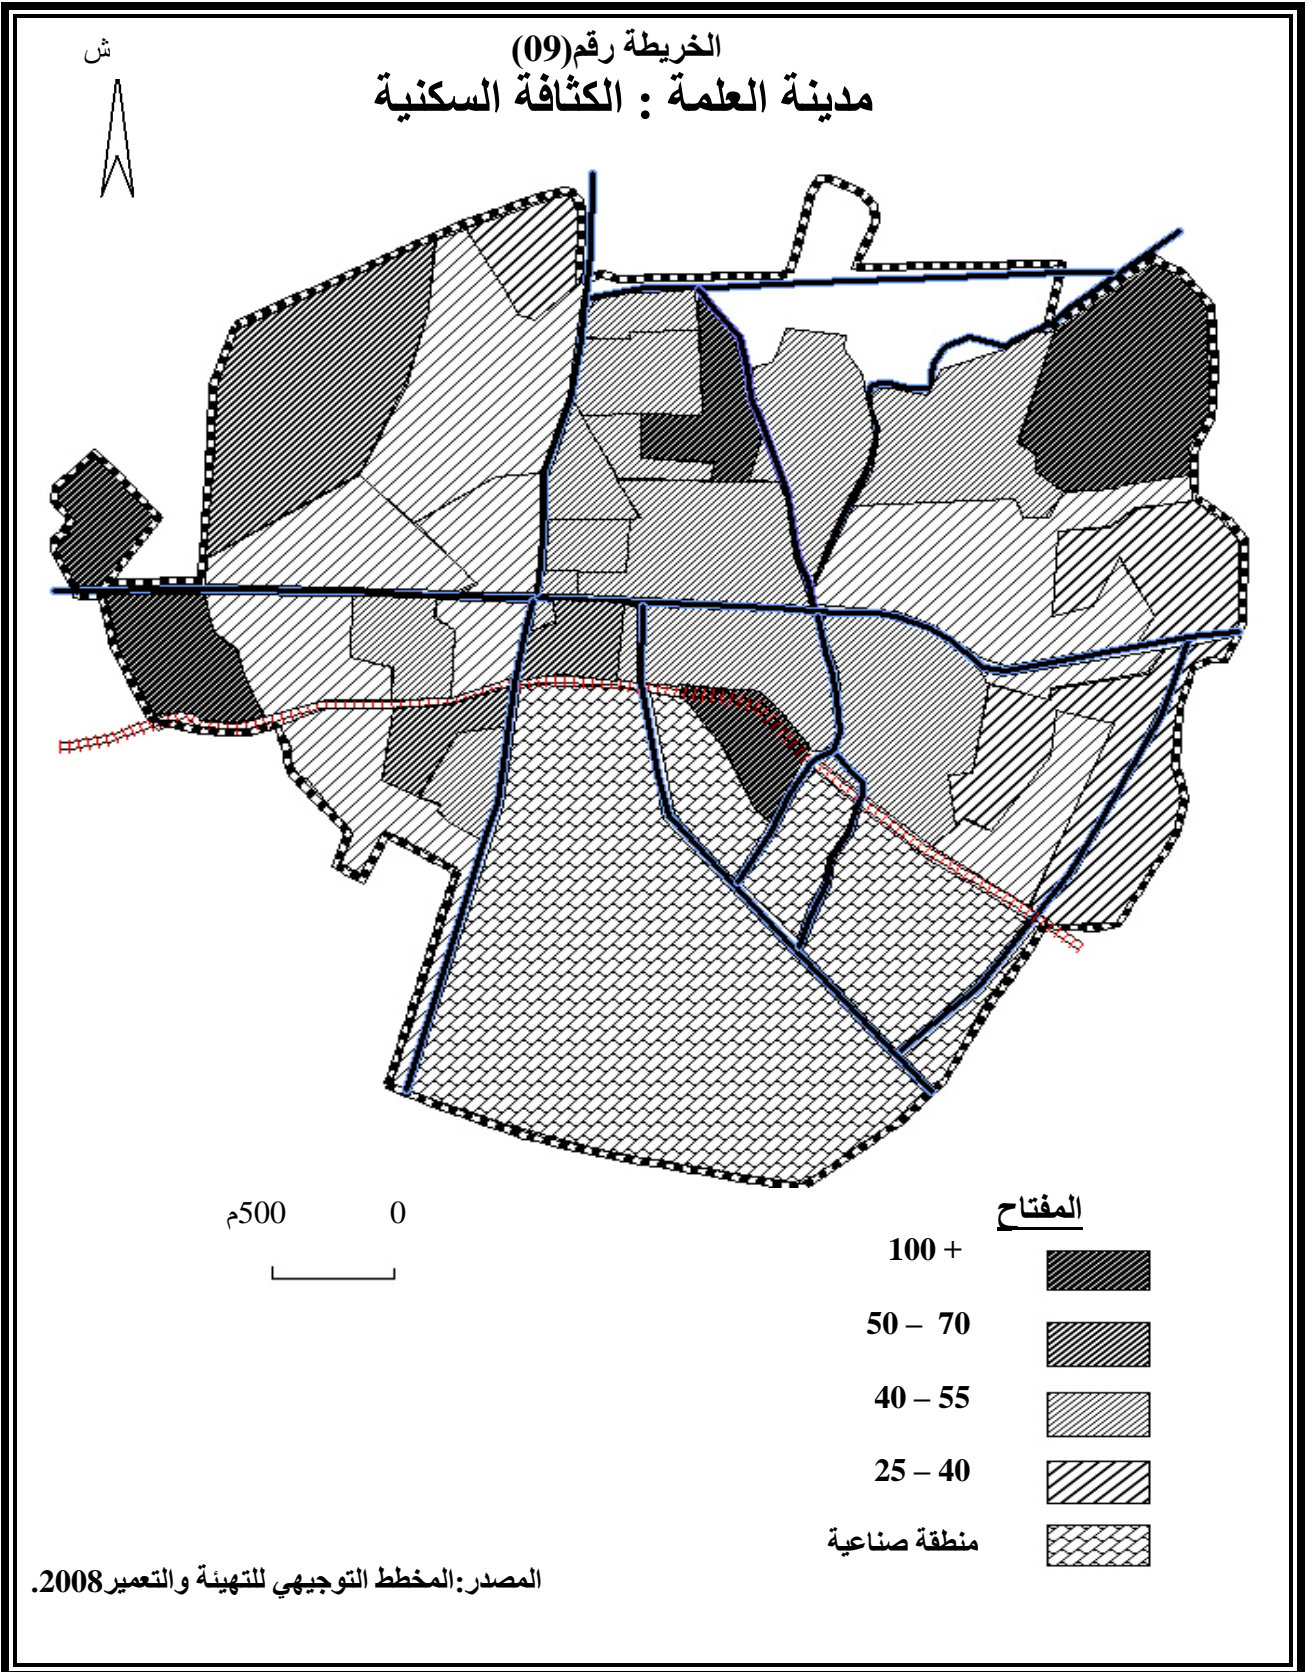 ش
الخريطة رقم(09)
مدينة العلمة : الكثافة السكنية
500م 0
المفتاح
100 +
50 – 70
40 – 55
25 – 40
منطقة صناعية
المصدر:المخطط التوجيهي للتهيئة والتعمير2008.